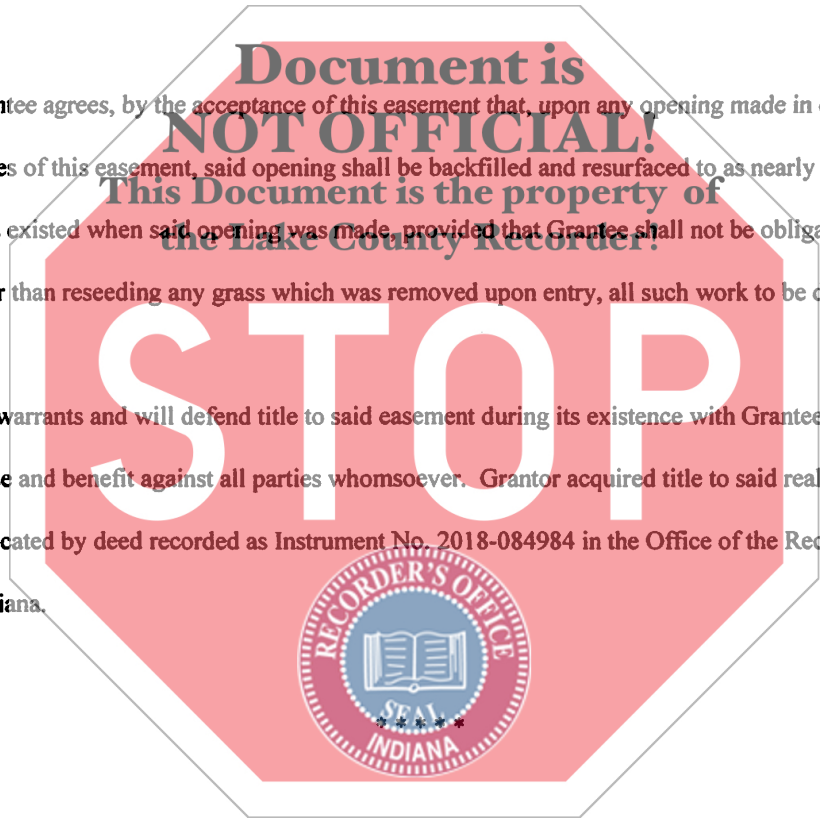 Document is
ntee agrees, by the acceptance of this easement that, upon any opening made in
NOT OFFICIAL!
es of this easement, said opening shall be backfilled and resurfaced to as nearly
This Document is the property of
existed when said opening was made, provided that Grantee shall not be obliga
the Lake County Recorder!
r than reseeding any grass which was removed upon entry, all such work to be
STOP
warrants and will defend title to said easement during its existence with Grantee
e and benefit against all parties whomsoever. Grantor acquired title to said real
cated by deed recorded as Instrument No. 2018-084984 in the Office of the Rec
iana.
RECORDER'S OFFICE
SEAL
* * * * *
INDIANA